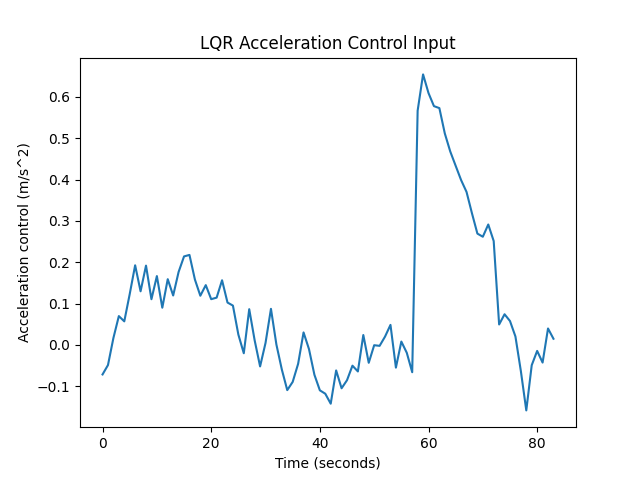 LQR Acceleration Control Input
Acceleration control (m/s^2)
0.6
0.5
0.4
0.3
0.2
0.1
0.0
−0.1
0 20 40 60 80
Time (seconds)